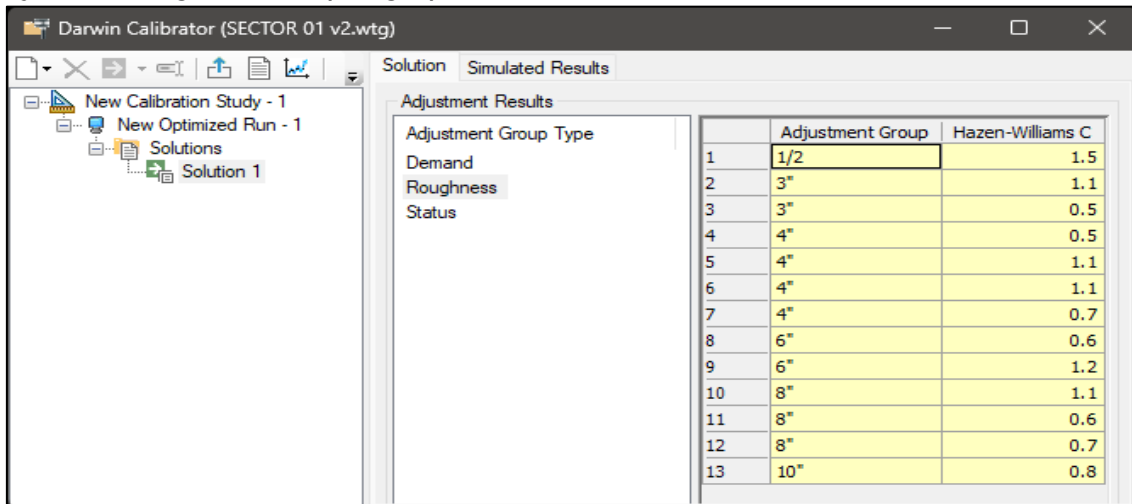 Darwin Calibrator (SECTOR 01 v2.wtg)
Solution Simulated Results
New Calibration Study - 1
New Optimized Run - 1
Solutions
Solution 1
Adjustment Results
Adjustment Group Type
Demand
Roughness
Status
Adjustment Group Hazen-Williams C
1 1/2 1.5
2 3" 1.1
3 3" 0.5
4 4" 0.5
5 4" 1.1
6 4" 1.1
7 4" 0.7
8 6" 0.6
9 6" 1.2
10 8" 1.1
11 8" 0.6
12 8" 0.7
13 10" 0.8